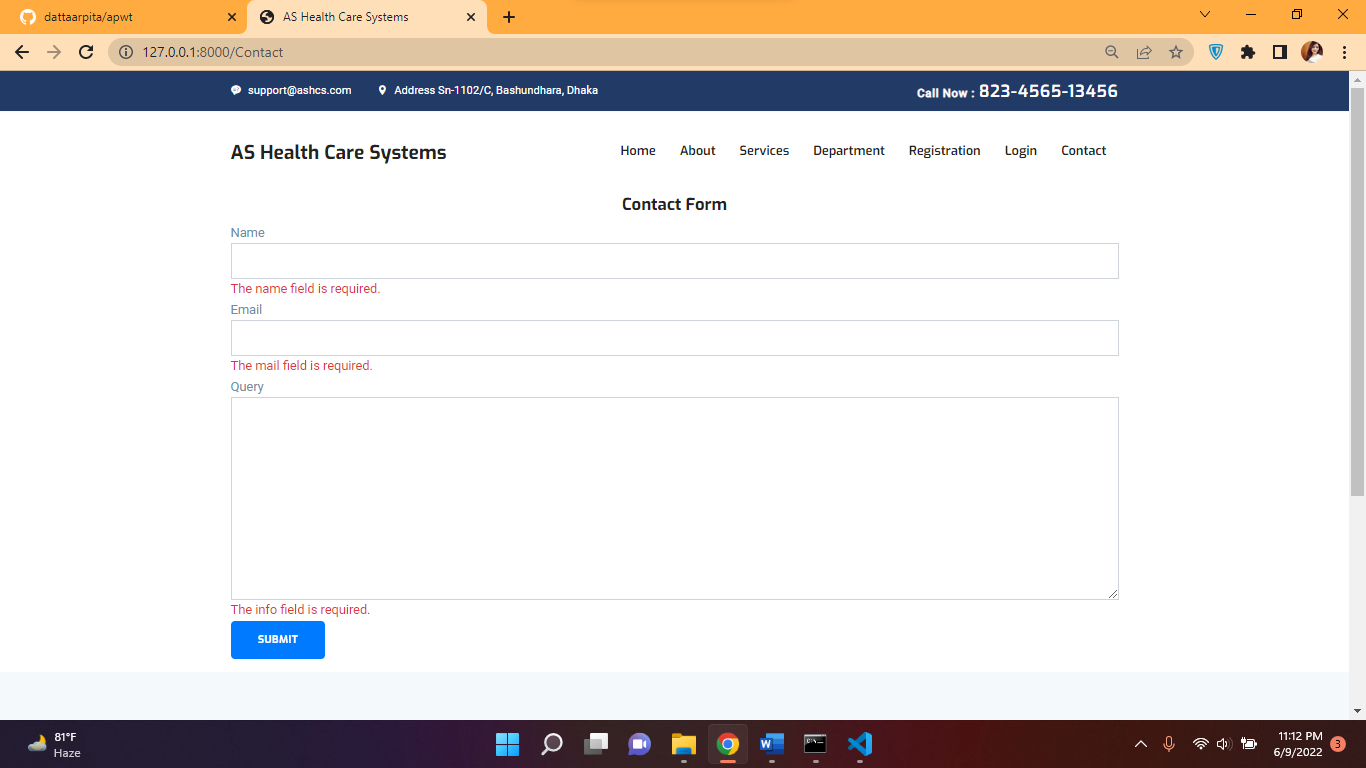 dattaarpita/apwt
AS Health Care Systems
127.0.0.1:8000/Contact
support@ashcs.com
Address Sn-1102/C, Bashundhara, Dhaka
Call Now : 823-4565-13456
AS Health Care Systems
Home About Services Department Registration Login Contact
Contact Form
Name
The name field is required.
Email
The mail field is required.
Query
The info field is required.
SUBMIT
81°F
Haze
11:12 PM
6/9/2022
3